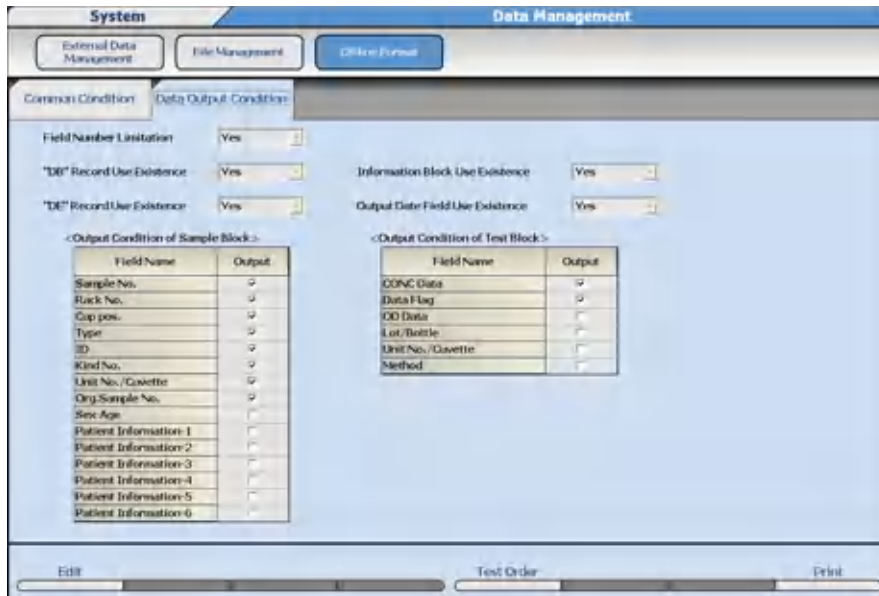 System
Data Management
External Data
Management
File Management
Offline Format
Common Condition
Data Output Condition
Field Number Limitation
Yes
"DB" Record Use Existence
Yes
Information Block Use Existence
Yes
"DE" Record Use Existence
Yes
Output Date Field Use Existence
Yes
<Output Condition of Sample Block>
<Output Condition of Test Block>
Field Name
Output
Sample No.
Rack No.
Cup pos.
Type
ID
Kind No.
Unit No./Cuvette
Org.Sample No.
Sex Age
Patient Information-1
Patient Information-2
Patient Information-3
Patient Information-4
Patient Information-5
Patient Information-6
Field Name
Output
CONC Data
Data Flag
OD Data
Lot/Bottle
Unit No./Cuvette
Method
Edit
Test Order
Print